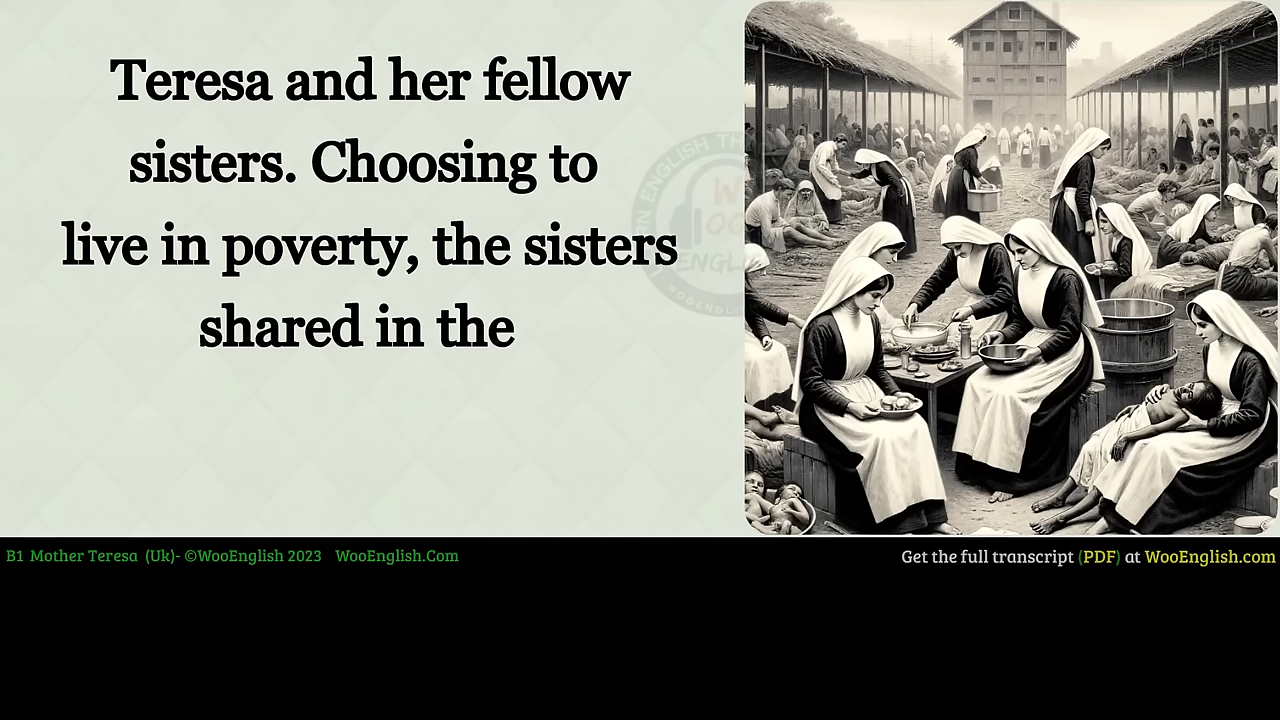 Teresa and her fellow
sisters. Choosing to
live in poverty, the sisters
shared in the
B1 Mother Teresa (Uk)- ©WooEnglish 2023 WooEnglish.Com
Get the full transcript (PDF) at WooEnglish.com